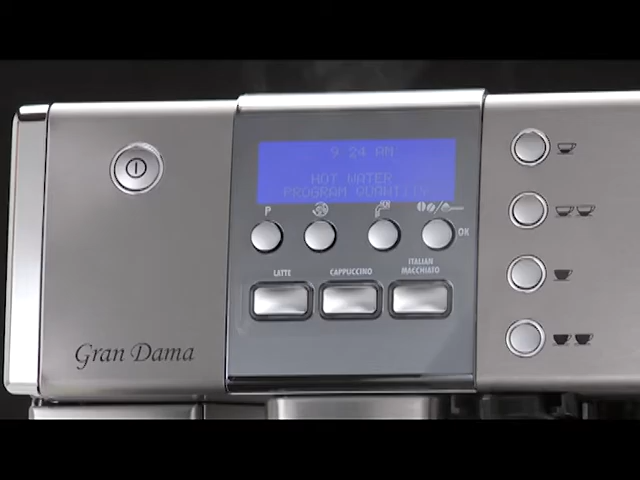 9 24 AM
HOT WATER
PROGRAM QUANTITY
P
OK
LATTE
CAPPUCCINO
ITALIAN
MACCHIATO
Gran Dama